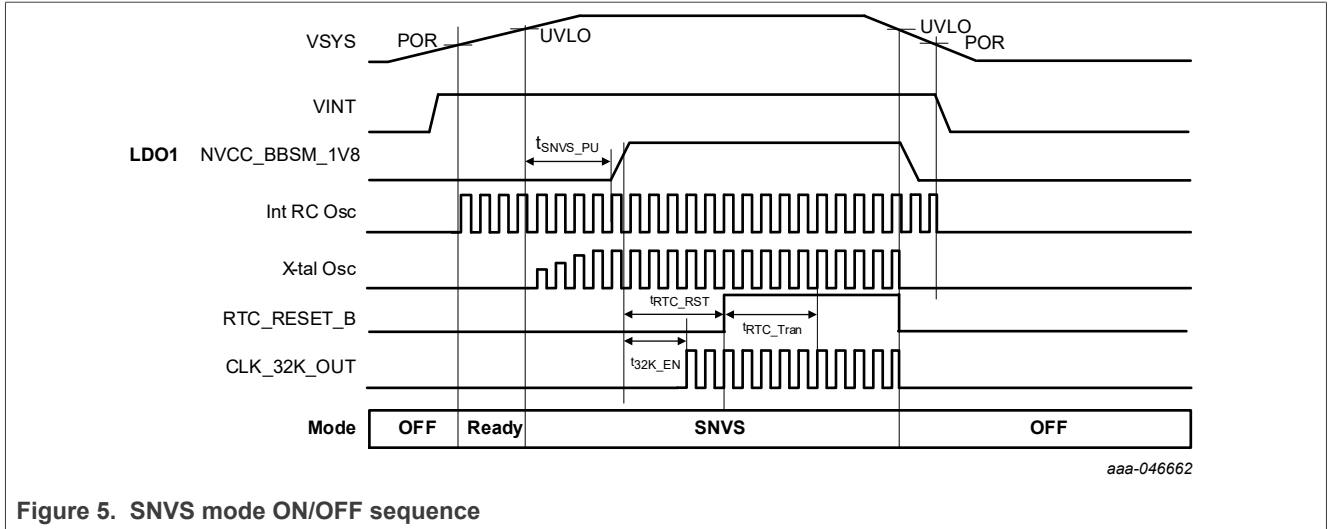 VSYS POR UVLO UVLO POR
VINT
LDO1 NVCC_BBSM_1V8 tSNVS_PU
Int RC Osc
X-tal Osc
RTC_RESET_B tRTC_RST tRTC_Tran
CLK_32K_OUT t32K_EN
Mode OFF Ready SNVS OFF
aaa-046662
Figure 5. SNVS mode ON/OFF sequence